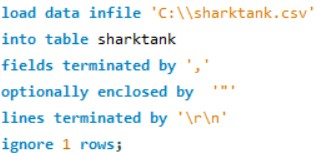 load data infile 'C:\\sharktank.csv'
into table sharktank
fields terminated by ','
optionally enclosed by  '"'
lines terminated by '\r\n'
ignore 1 rows;